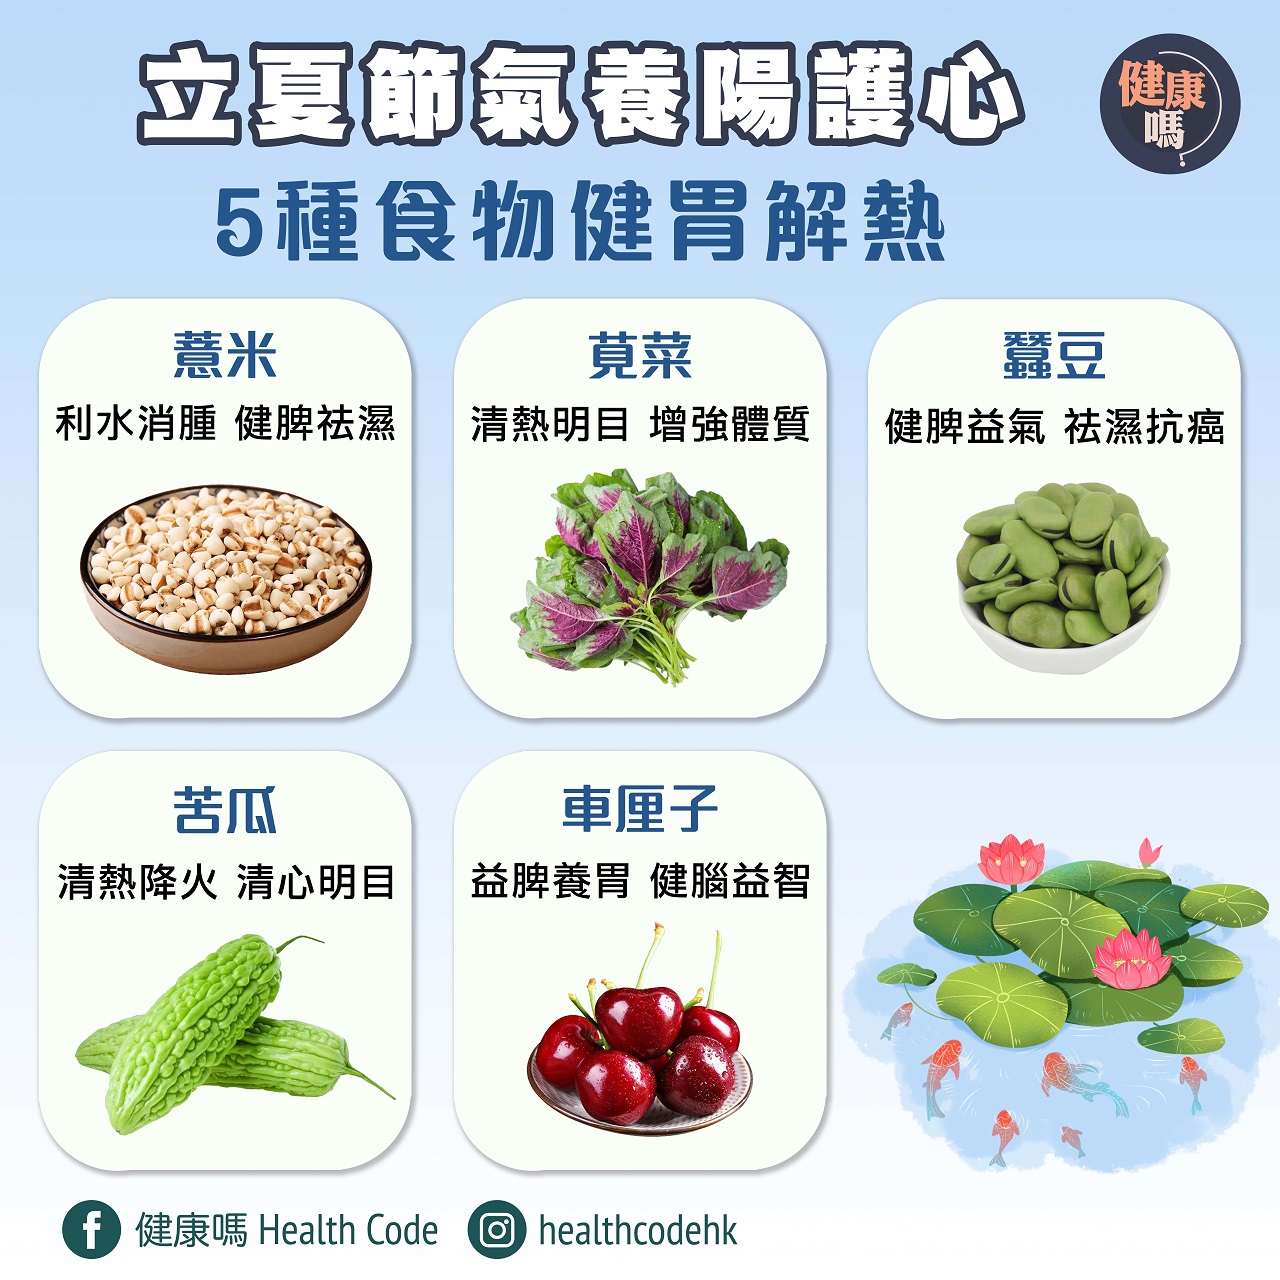 立夏節氣養陽護心
健康
嗎?
5種食物健胃解熱
薏米
利水消腫 健脾祛濕
莧菜
清熱明目 增強體質
蠶豆
健脾益氣 祛濕抗癌
苦瓜
清熱降火 清心明目
車厘子
益脾養胃 健腦益智
健康嗎 Health Code
healthcodehk